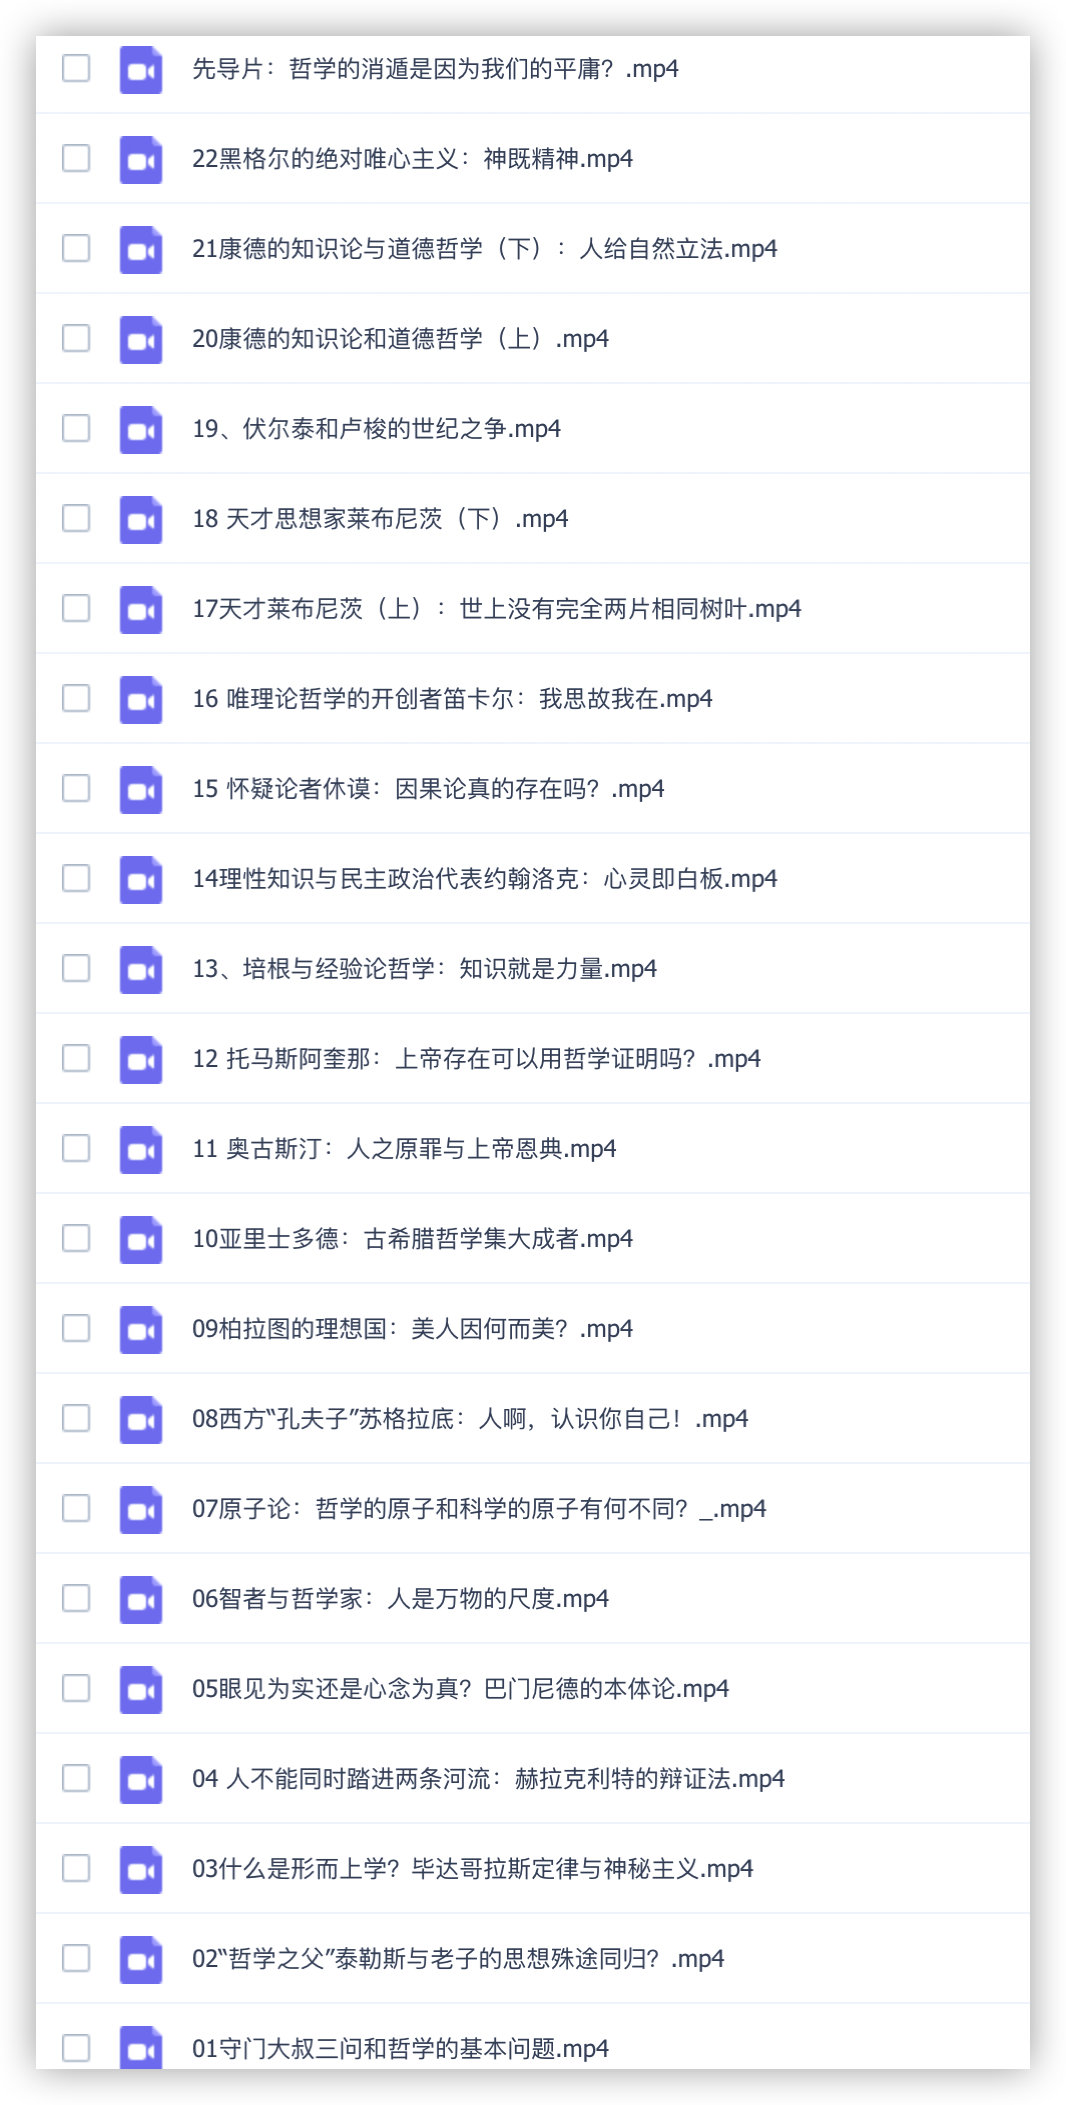 先导片：哲学的消遁是因为我们的平庸？.mp4
22黑格尔的绝对唯心主义：神既精神.mp4
21康德的知识论与道德哲学（下）：人给自然立法.mp4
20康德的知识论和道德哲学（上）.mp4
19、伏尔泰和卢梭的世纪之争.mp4
18 天才思想家莱布尼茨（下）.mp4
17天才莱布尼茨（上）：世上没有完全两片相同树叶.mp4
16 唯理论哲学的开创者笛卡尔：我思故我在.mp4
15 怀疑论者休谟：因果论真的存在吗？.mp4
14理性知识与民主政治代表约翰洛克：心灵即白板.mp4
13、培根与经验论哲学：知识就是力量.mp4
12 托马斯阿奎那：上帝存在可以用哲学证明吗？.mp4
11 奥古斯汀：人之原罪与上帝恩典.mp4
10亚里士多德：古希腊哲学集大成者.mp4
09柏拉图的理想国：美人因何而美？.mp4
08西方“孔夫子”苏格拉底：人啊，认识你自己！.mp4
07原子论：哲学的原子和科学的原子有何不同？_.mp4
06智者与哲学家：人是万物的尺度.mp4
05眼见为实还是心念为真？巴门尼德的本体论.mp4
04 人不能同时踏进两条河流：赫拉克利特的辩证法.mp4
03什么是形而上学？毕达哥拉斯定律与神秘主义.mp4
02“哲学之父”泰勒斯与老子的思想殊途同归？.mp4
01守门大叔三问和哲学的基本问题.mp4